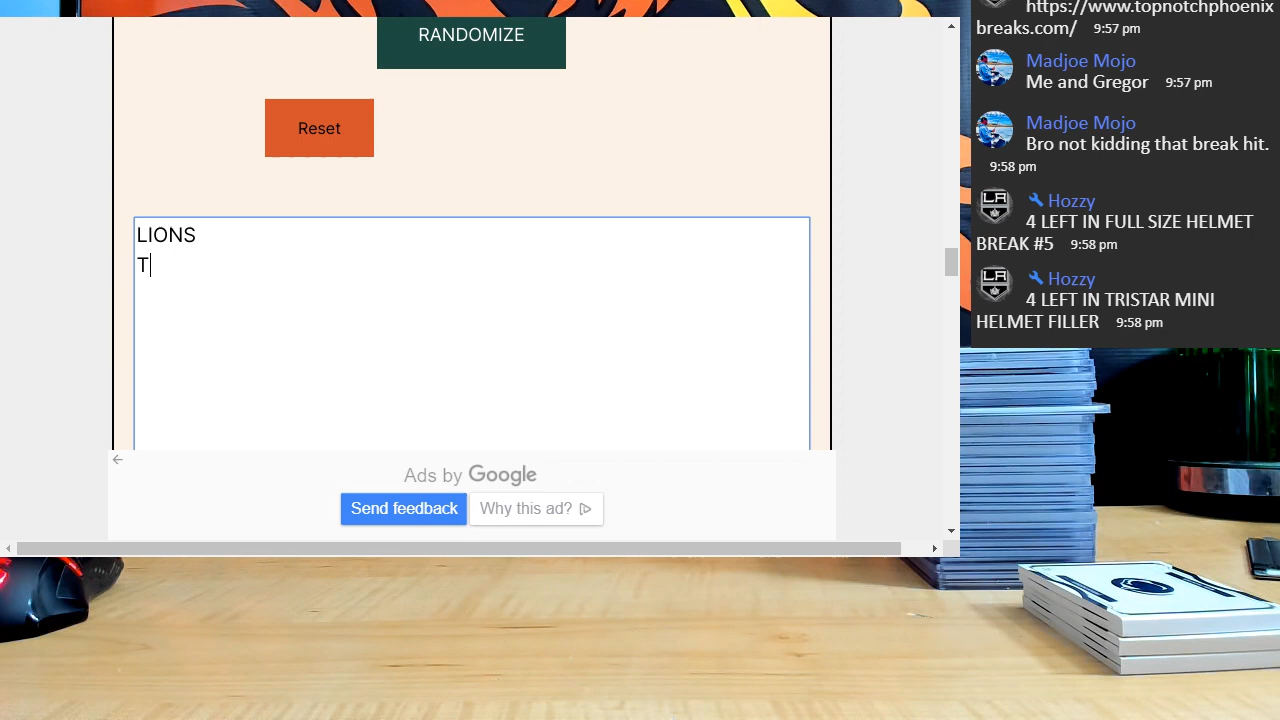 RANDOMIZE
Reset
LIONS
T
Ads by Google
Send feedback
Why this ad?
https://www.topnotchphoenix
breaks.com/ 9:57 pm
Madjoe Mojo
Me and Gregor 9:57 pm
Madjoe Mojo
Bro not kidding that break hit.
9:58 pm
Hozzy
4 LEFT IN FULL SIZE HELMET
BREAK #5 9:58 pm
Hozzy
4 LEFT IN TRISTAR MINI
HELMET FILLER 9:58 pm